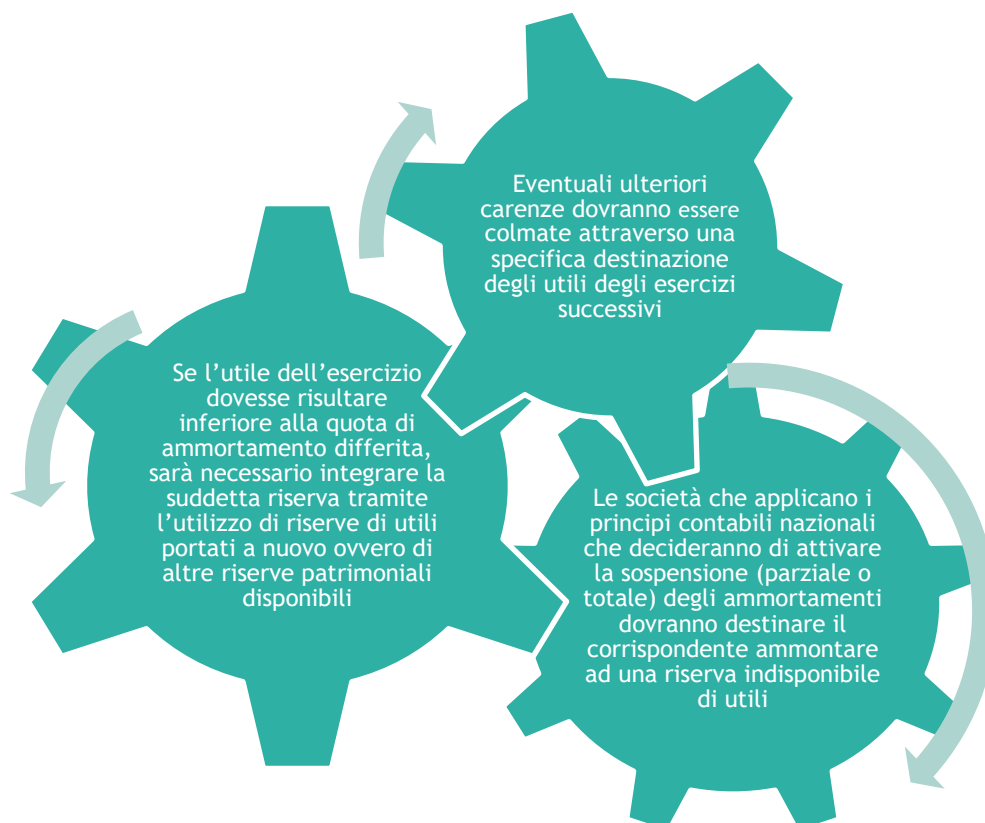 Eventuali ulteriori
carenze dovranno essere
colmate attraverso una
specifica destinazione
degli utili degli esercizi
successivi
Se l’utile dell’esercizio
dovesse risultare
inferiore alla quota di
ammortamento differita,
sarà necessario integrare la
suddetta riserva tramite
l’utilizzo di riserve di utili
portati a nuovo ovvero di
altre riserve patrimoniali
disponibili
Le società che applicano i
principi contabili nazionali
che decideranno di attivare
la sospensione (parziale o
totale) degli ammortamenti
dovranno destinare il
corrispondente ammontare
ad una riserva indisponibile
di utili